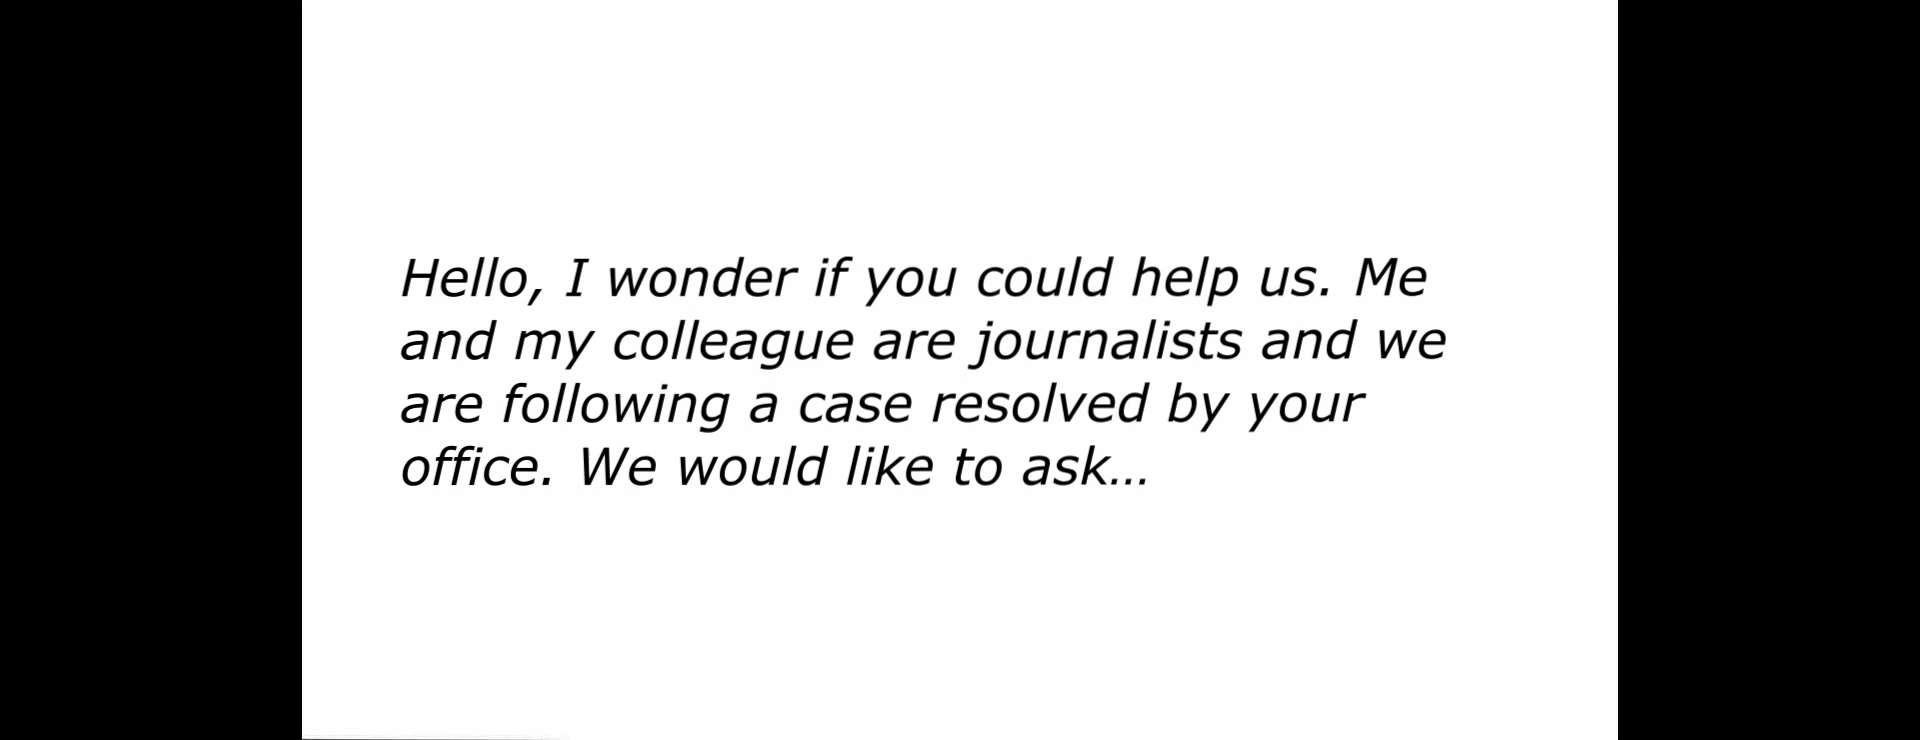 Hello, I wonder if you could help us. Me
and my colleague are journalists and we
are following a case resolved by your
office. We would like to ask...